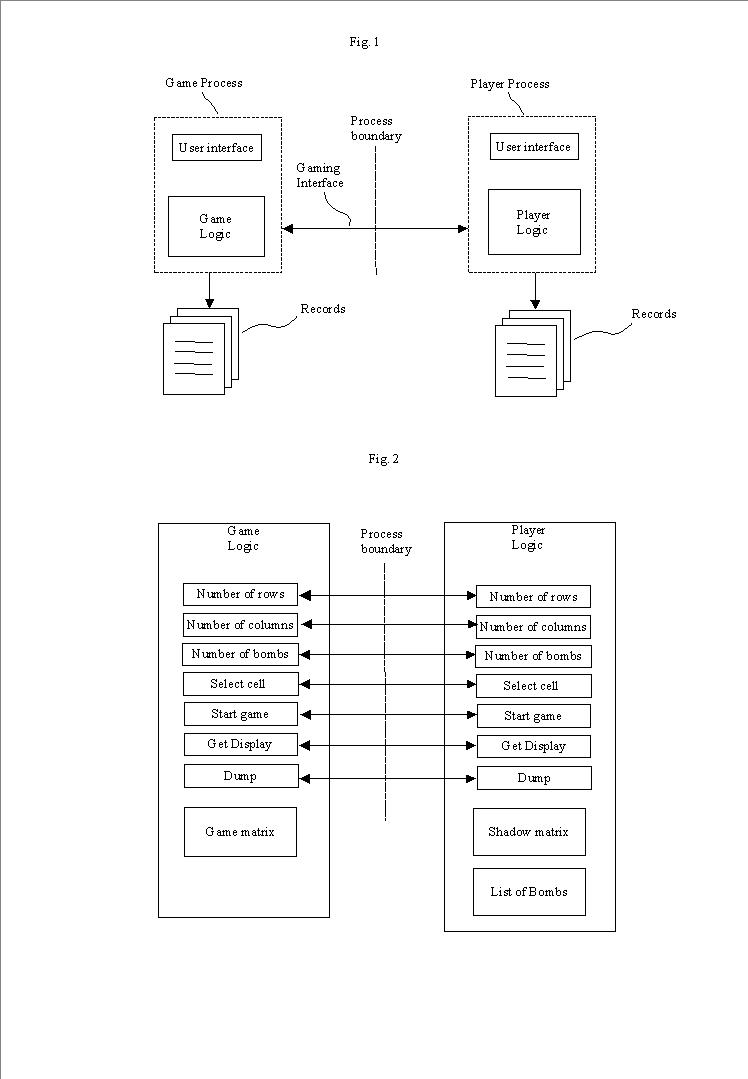 Fig. 1
Game Process
Player Process
Process
boundary
User interface
User interface
Gaming
Interface
Game
Logic
Player
Logic
Records
Records
Fig. 2
Game
Logic
Process
boundary
Player
Logic
Number of rows
Number of rows
Number of columns
Number of columns
Number of bombs
Number of bombs
Select cell
Select cell
Start game
Start game
Get Display
Get Display
Dump
Dump
Game matrix
Shadow matrix
List of Bombs